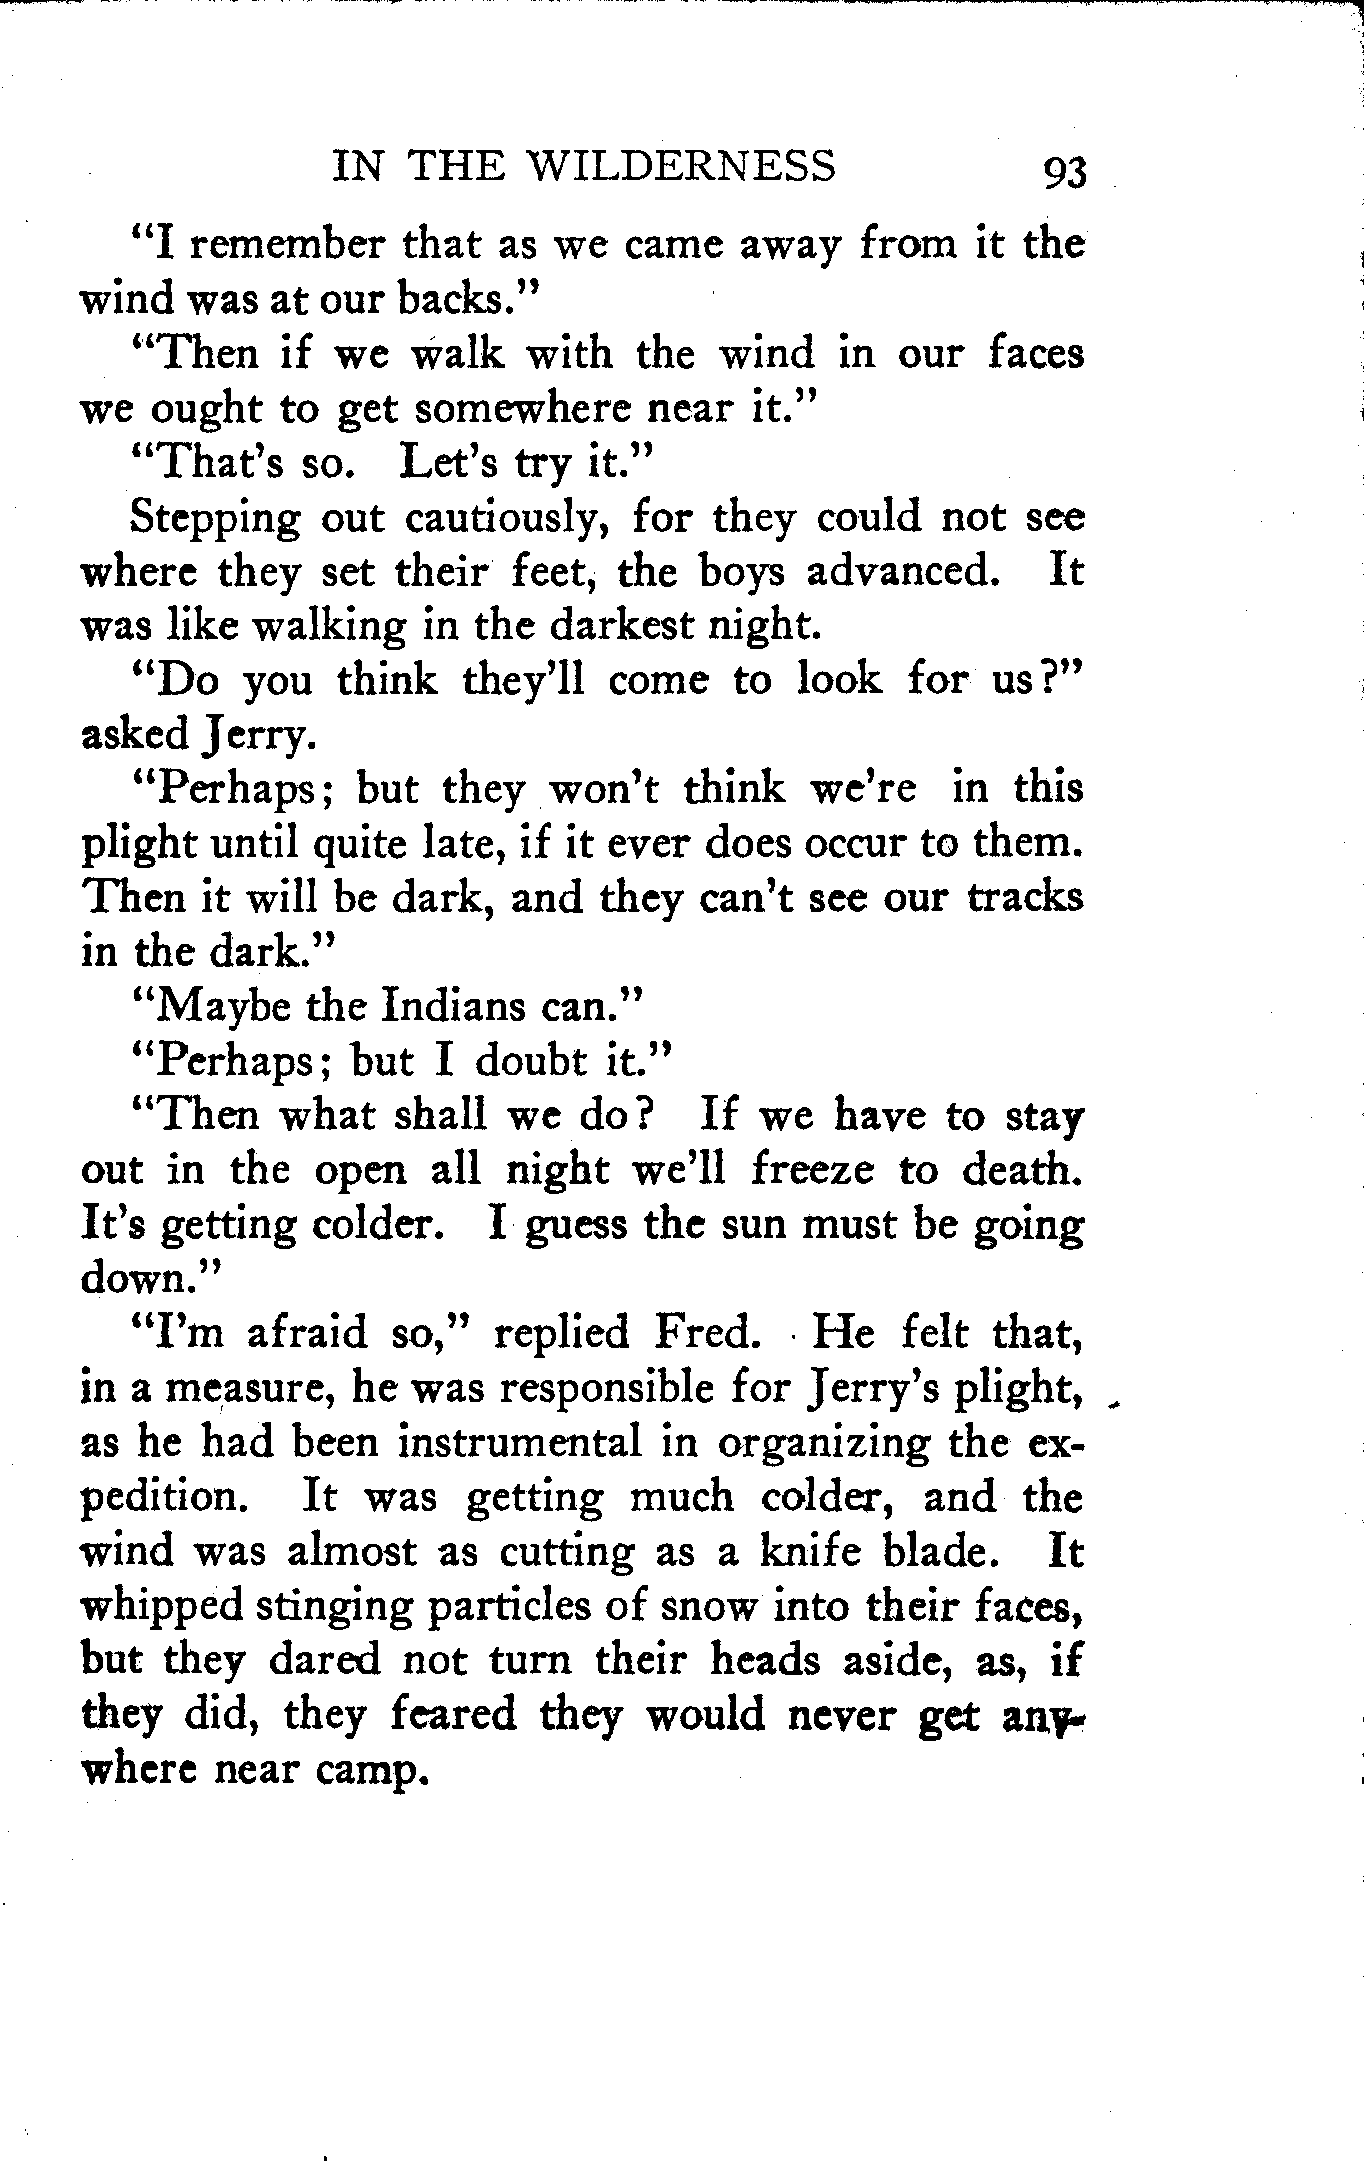 IN THE WILDERNESS 93
“I remember that as we came away from it the
wind was at our backs.”
“Then if we walk with the wind in our faces
we ought to get somewhere near it.”
“That’s so. Let’s try it.”
Stepping out cautiously, for they could not see
where they set their feet, the boys advanced. It
was like walking in the darkest night.
“Do you think they’ll come to look for us?”
asked Jerry.
“Perhaps; but they won’t think we’re in this
plight until quite late, if it ever does occur to them.
Then it will be dark, and they can’t see our tracks
in the dark.”
“Maybe the Indians can.”
“Perhaps; but I doubt it.”
“Then what shall we do? If we have to stay
out in the open all night we’ll freeze to death.
It’s getting colder. I guess the sun must be going
down.”
“I’m afraid so,” replied Fred. He felt that,
in a measure, he was responsible for Jerry’s plight,
as he had been instrumental in organizing the ex-
pedition. It was getting much colder, and the
wind was almost as cutting as a knife blade. It
whipped stinging particles of snow into their faces,
but they dared not turn their heads aside, as, if
they did, they feared they would never get any-
where near camp.